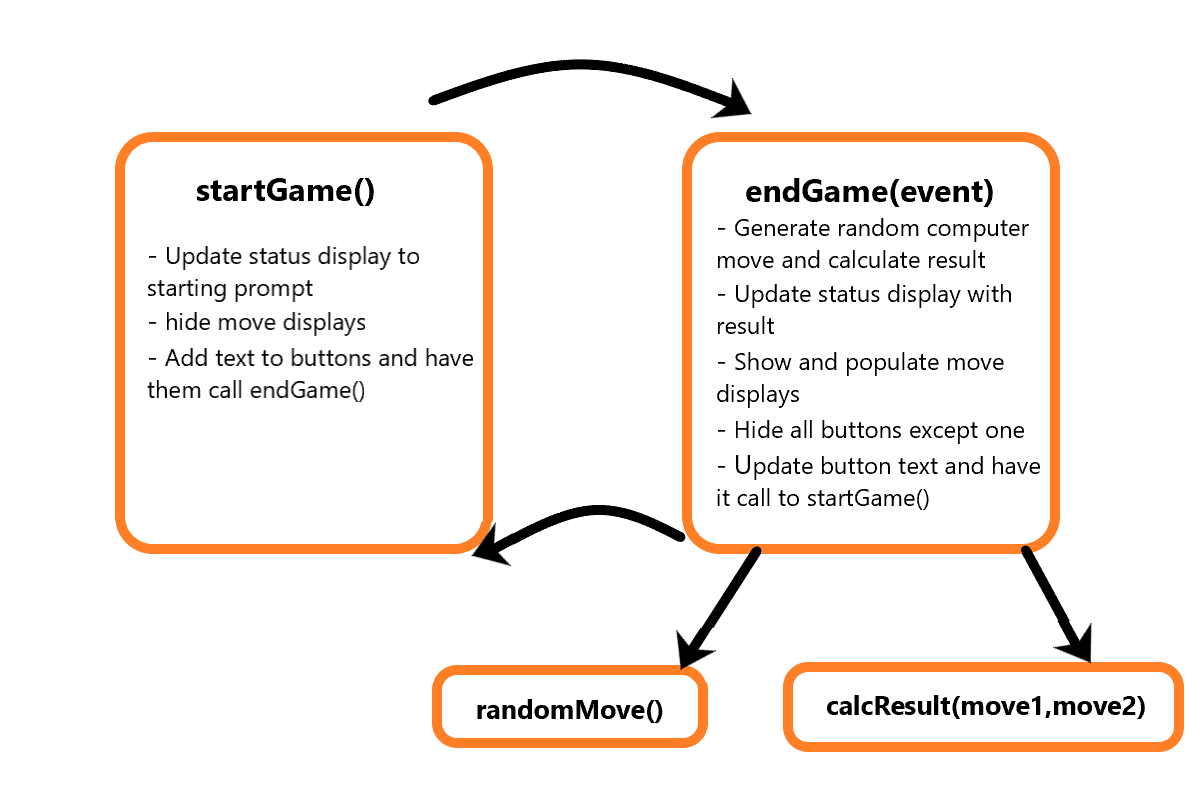 startGame()
- Update status display to
starting prompt
- hide move displays
- Add text to buttons and have
them call endGame()
endGame(event)
- Generate random computer
move and calculate result
- Update status display with
result
- Show and populate move
displays
- Hide all buttons except one
- Update button text and have
it call to startGame()
randomMove()
calcResult(move1,move2)